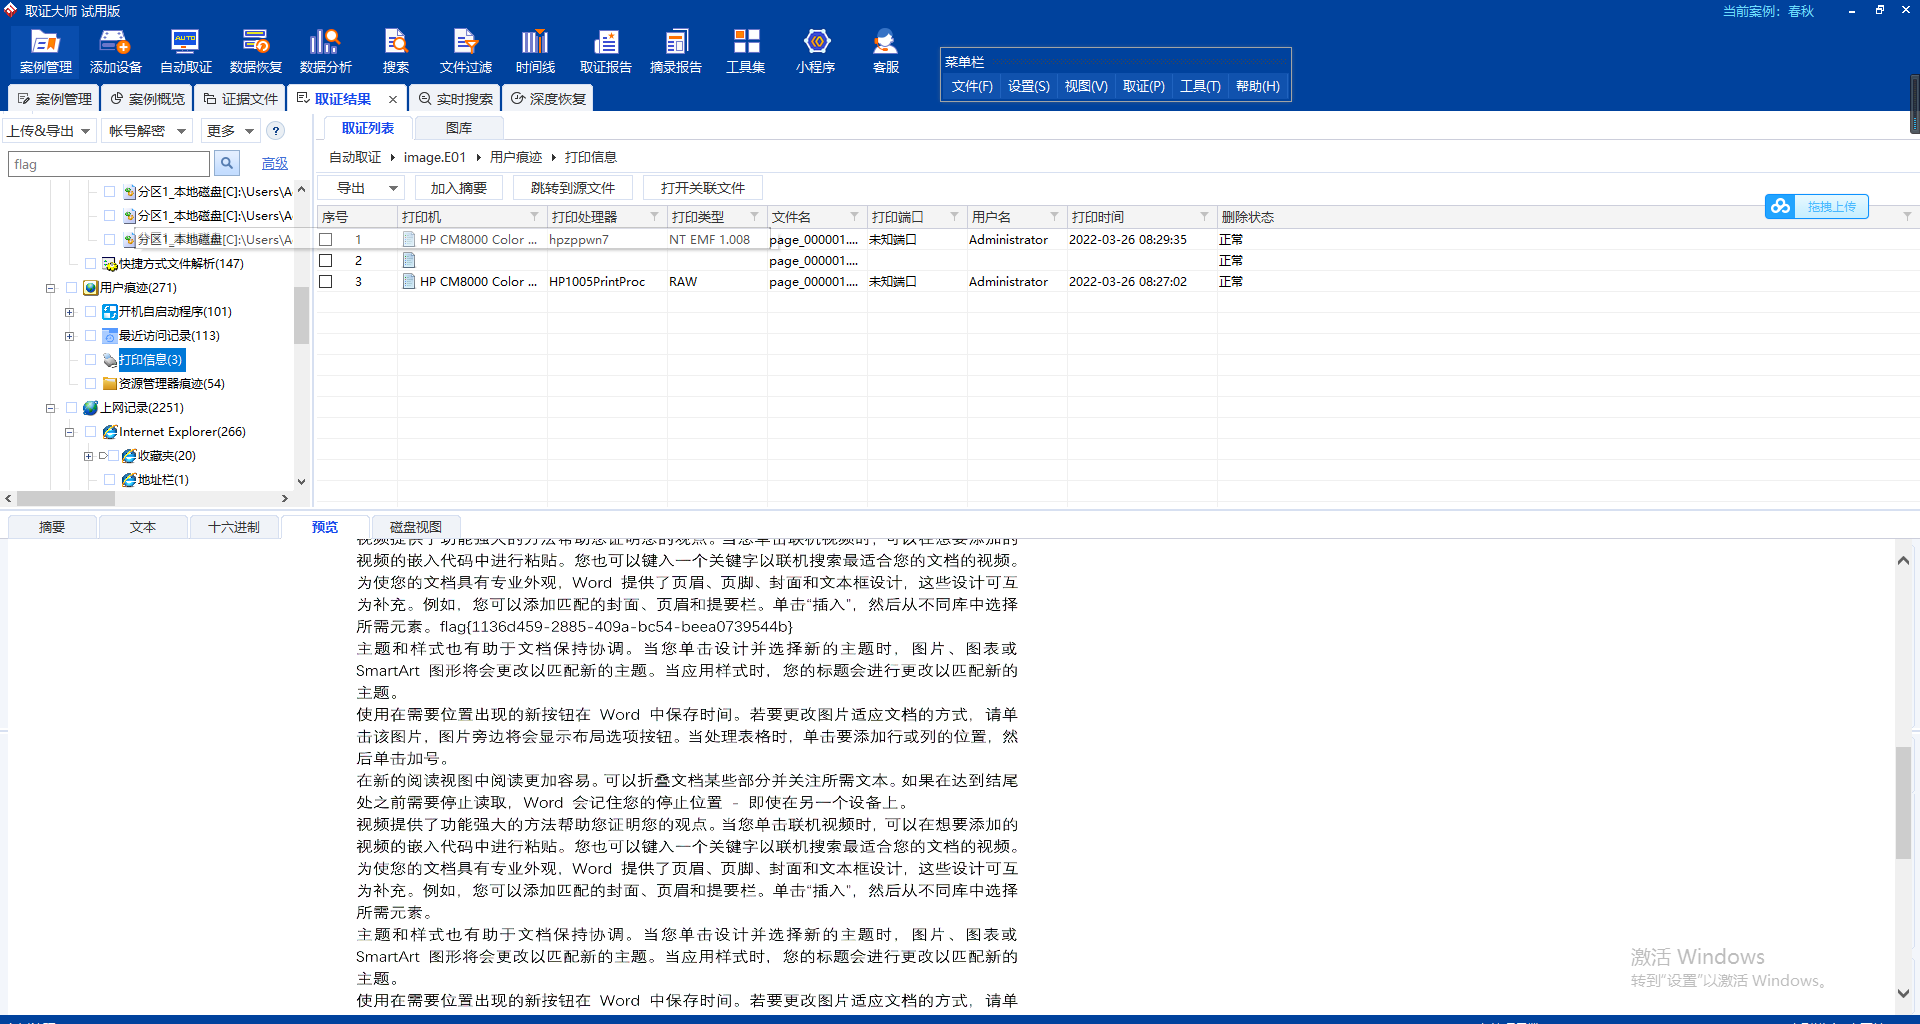 取证大师 试用版
当前案例：春秋
案例管理 添加设备 自动取证 数据恢复 数据分析 搜索 文件过滤 时间线 取证报告 摘录报告 工具集 小程序 客服
菜单栏
文件(F) 设置(S) 视图(V) 取证(P) 工具(T) 帮助(H)
案例管理 案例概览 证据文件 取证结果 × 实时搜索 深度恢复
上传&导出 帐号解密 更多 ?
flag 高级
分区1_本地磁盘[C]:\Users\A
分区1_本地磁盘[C]:\Users\A
分区1_本地磁盘[C]:\Users\A
快捷方式文件解析(147)
用户痕迹(271)
开机自启动程序(101)
最近访问记录(113)
打印信息(3)
资源管理器痕迹(54)
上网记录(2251)
Internet Explorer(266)
收藏夹(20)
地址栏(1)
取证列表 图库
自动取证 image.E01 用户痕迹 打印信息
导出 加入摘要 跳转到源文件 打开关联文件
序号 打印机 打印处理器 打印类型 文件名 打印端口 用户名 打印时间 删除状态
1 HP CM8000 Color ... hpzppwn7 NT EMF 1.008 page_000001.... 未知端口 Administrator 2022-03-26 08:29:35 正常
2 page_000001.... 正常
3 HP CM8000 Color ... HP1005PrintProc RAW page_000001.... 未知端口 Administrator 2022-03-26 08:27:02 正常
拖拽上传
摘要 文本 十六进制 预览 磁盘视图
视频提供了功能强大的方法帮助您证明您的观点。当您单击联机视频时，可以在想要添加的
视频的嵌入代码中进行粘贴。您也可以键入一个关键字以联机搜索最适合您的文档的视频。
为使您的文档具有专业外观，Word 提供了页眉、页脚、封面和文本框设计，这些设计可互
为补充。例如，您可以添加匹配的封面、页眉和提要栏。单击“插入”，然后从不同库中选择
所需元素。flag{1136d459-2885-409a-bc54-beea0739544b}
主题和样式也有助于文档保持协调。当您单击设计并选择新的主题时，图片、图表或
SmartArt 图形将会更改以匹配新的主题。当应用样式时，您的标题会进行更改以匹配新的
主题。
使用在需要位置出现的新按钮在 Word 中保存时间。若要更改图片适应文档的方式，请单
击该图片，图片旁边将会显示布局选项按钮。当处理表格时，单击要添加行或列的位置，然
后单击加号。
在新的阅读视图中阅读更加容易。可以折叠文档某些部分并关注所需文本。如果在达到结尾
处之前需要停止读取，Word 会记住您的停止位置 - 即使在另一个设备上。
视频提供了功能强大的方法帮助您证明您的观点。当您单击联机视频时，可以在想要添加的
视频的嵌入代码中进行粘贴。您也可以键入一个关键字以联机搜索最适合您的文档的视频。
为使您的文档具有专业外观，Word 提供了页眉、页脚、封面和文本框设计，这些设计可互
为补充。例如，您可以添加匹配的封面、页眉和提要栏。单击“插入”，然后从不同库中选择
所需元素。
主题和样式也有助于文档保持协调。当您单击设计并选择新的主题时，图片、图表或
SmartArt 图形将会更改以匹配新的主题。当应用样式时，您的标题会进行更改以匹配新的
主题。
使用在需要位置出现的新按钮在 Word 中保存时间。若要更改图片适应文档的方式，请单
激活 Windows
转到“设置”以激活 Windows。